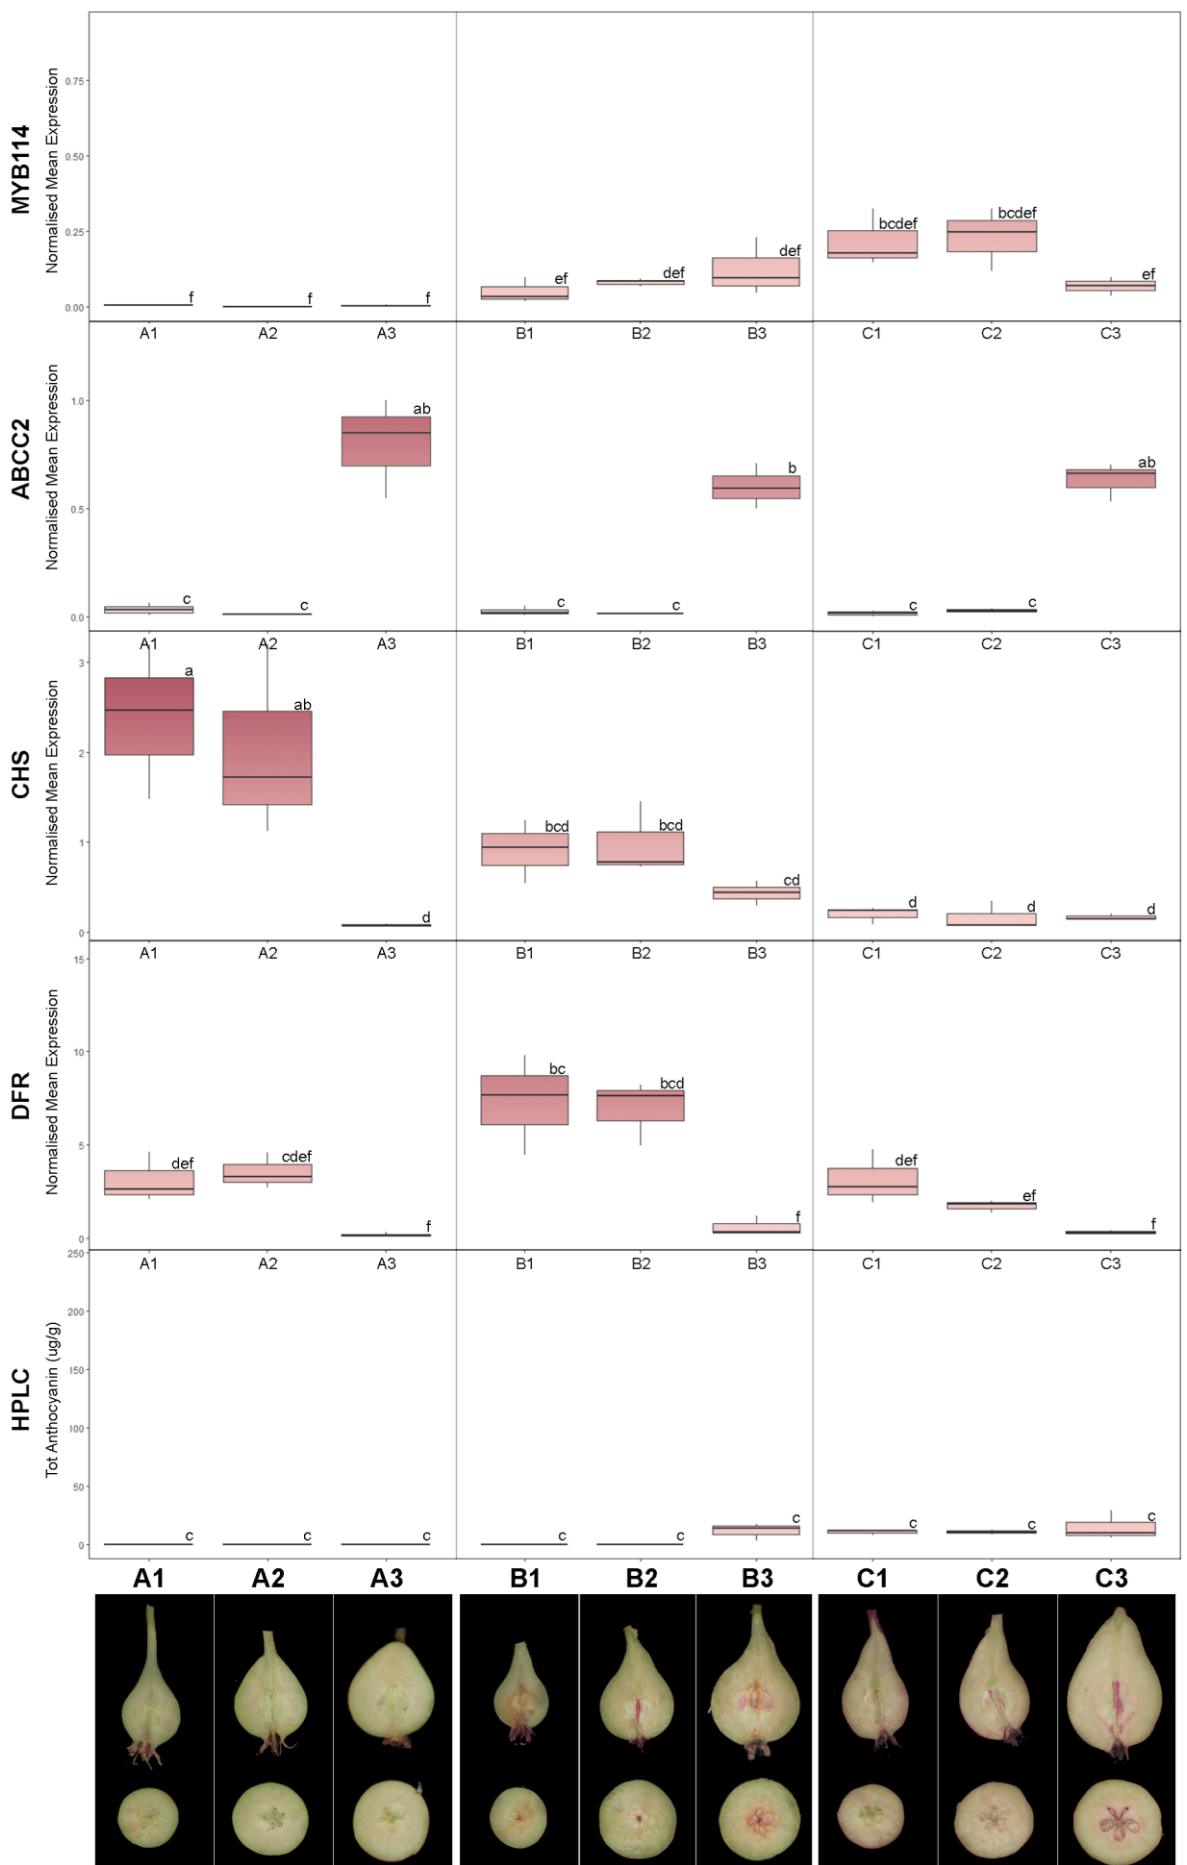 MYB114
Normalised Mean Expression
0.75
0.50
0.25
0.00
f
f
f
ef
def
def
bcdef
bcdef
ef
A1
A2
A3
B1
B2
B3
C1
C2
C3
ABCC2
Normalised Mean Expression
1.0
0.5
0.0
c
c
ab
c
c
b
c
c
ab
A1
A2
A3
B1
B2
B3
C1
C2
C3
CHS
Normalised Mean Expression
3
2
1
0
a
ab
d
bcd
bcd
cd
d
d
d
A1
A2
A3
B1
B2
B3
C1
C2
C3
DFR
Normalised Mean Expression
15
10
5
0
def
cdef
f
bc
bcd
f
def
ef
f
A1
A2
A3
B1
B2
B3
C1
C2
C3
HPLC
Tot Anthocyanin (ug/g)
250
200
150
100
50
0
c
c
c
c
c
c
c
c
c
A1
A2
A3
B1
B2
B3
C1
C2
C3